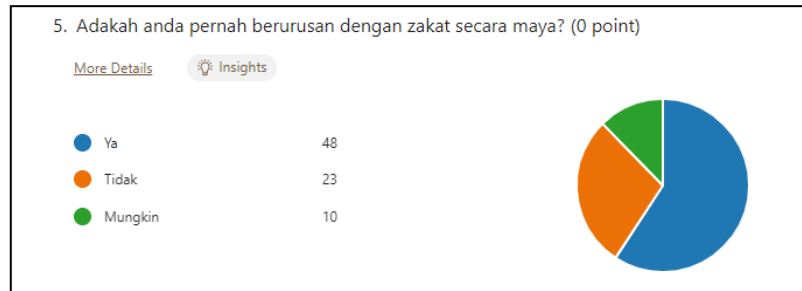 5. Adakah anda pernah berurusan dengan zakat secara maya? (0 point)
More Details Insights
Ya 48
Tidak 23
Mungkin 10